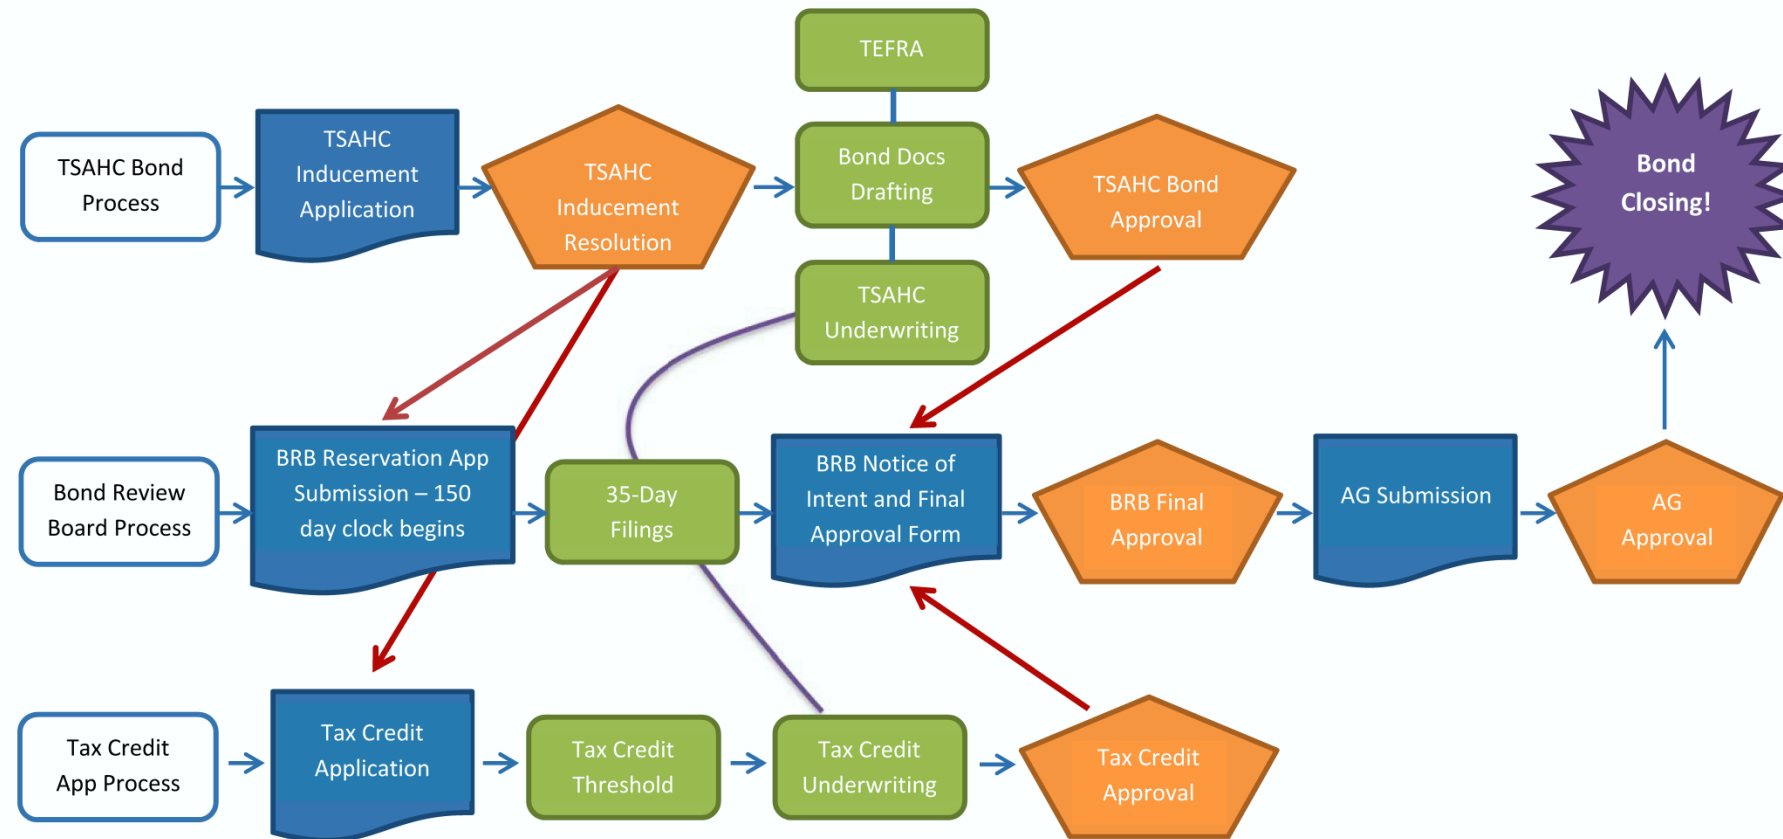 TEFRA
TSAHC Bond
Process
TSAHC
Inducement
Application
TSAHC
Inducement
Resolution
Bond Docs
Drafting
TSAHC Bond
Approval
Bond
Closing!
TSAHC
Underwriting
Bond Review
Board Process
BRB Reservation App
Submission – 150
day clock begins
35-Day
Filings
BRB Notice of
Intent and Final
Approval Form
BRB Final
Approval
AG Submission
AG
Approval
Tax Credit
App Process
Tax Credit
Application
Tax Credit
Threshold
Tax Credit
Underwriting
Tax Credit
Approval